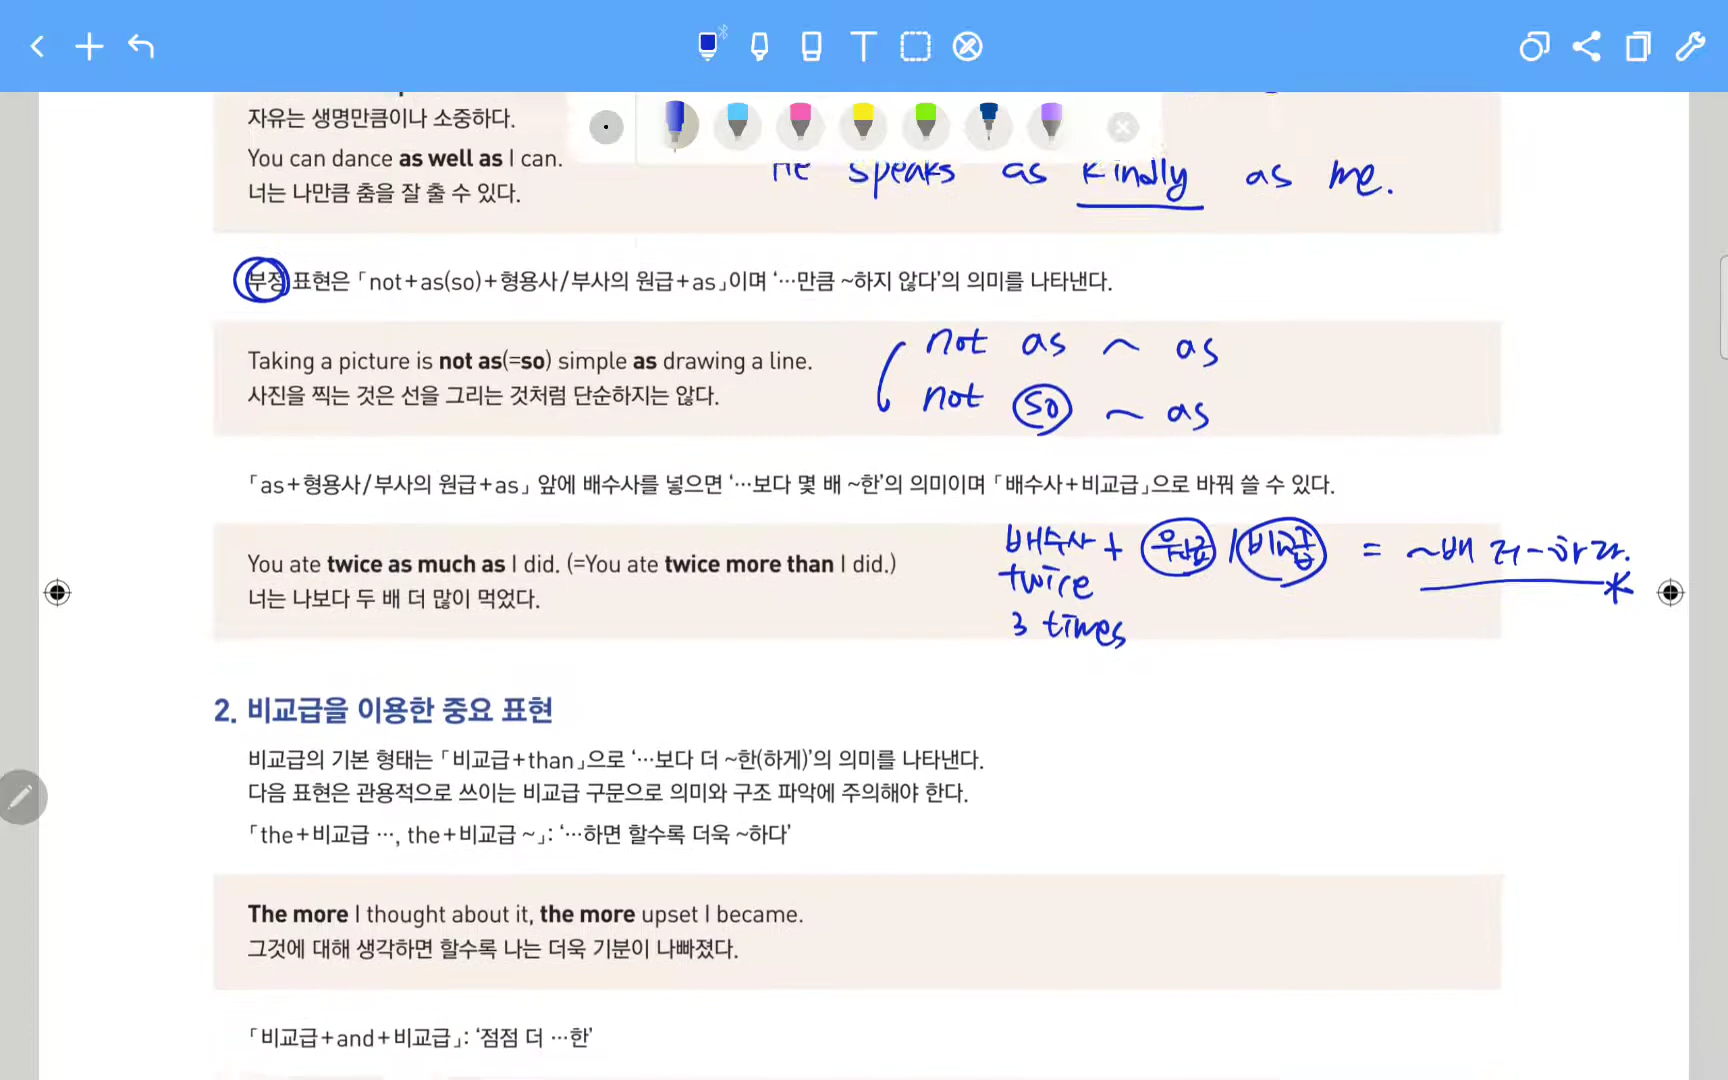 자유는 생명만큼이나 소중하다.
You can dance as well as I can.
너는 나만큼 춤을 잘 출 수 있다.
He speaks as kindly as me.
부정 표현은 「not+as(so)+형용사/부사의 원급+as」이며 ‘…만큼 ~하지 않다’의 의미를 나타낸다.
Taking a picture is not as(=so) simple as drawing a line.
사진을 찍는 것은 선을 그리는 것처럼 단순하지는 않다.
not as ~ as
not so ~ as
「as+형용사/부사의 원급+as」 앞에 배수사를 넣으면 ‘…보다 몇 배 ~한’의 의미이며 「배수사+비교급」으로 바꿔 쓸 수 있다.
You ate twice as much as I did. (=You ate twice more than I did.)
너는 나보다 두 배 더 많이 먹었다.
배수사 + 원급 / 비교급 = ~배 더 ~하다.
twice
3 times
2. 비교급을 이용한 중요 표현
비교급의 기본 형태는 「비교급+than」으로 ‘…보다 더 ~한(하게)’의 의미를 나타낸다.
다음 표현은 관용적으로 쓰이는 비교급 구문으로 의미와 구조 파악에 주의해야 한다.
「the+비교급 …, the+비교급 ~」: ‘…하면 할수록 더욱 ~하다’
The more I thought about it, the more upset I became.
그것에 대해 생각하면 할수록 나는 더욱 기분이 나빠졌다.
「비교급+and+비교급」: ‘점점 더 …한’